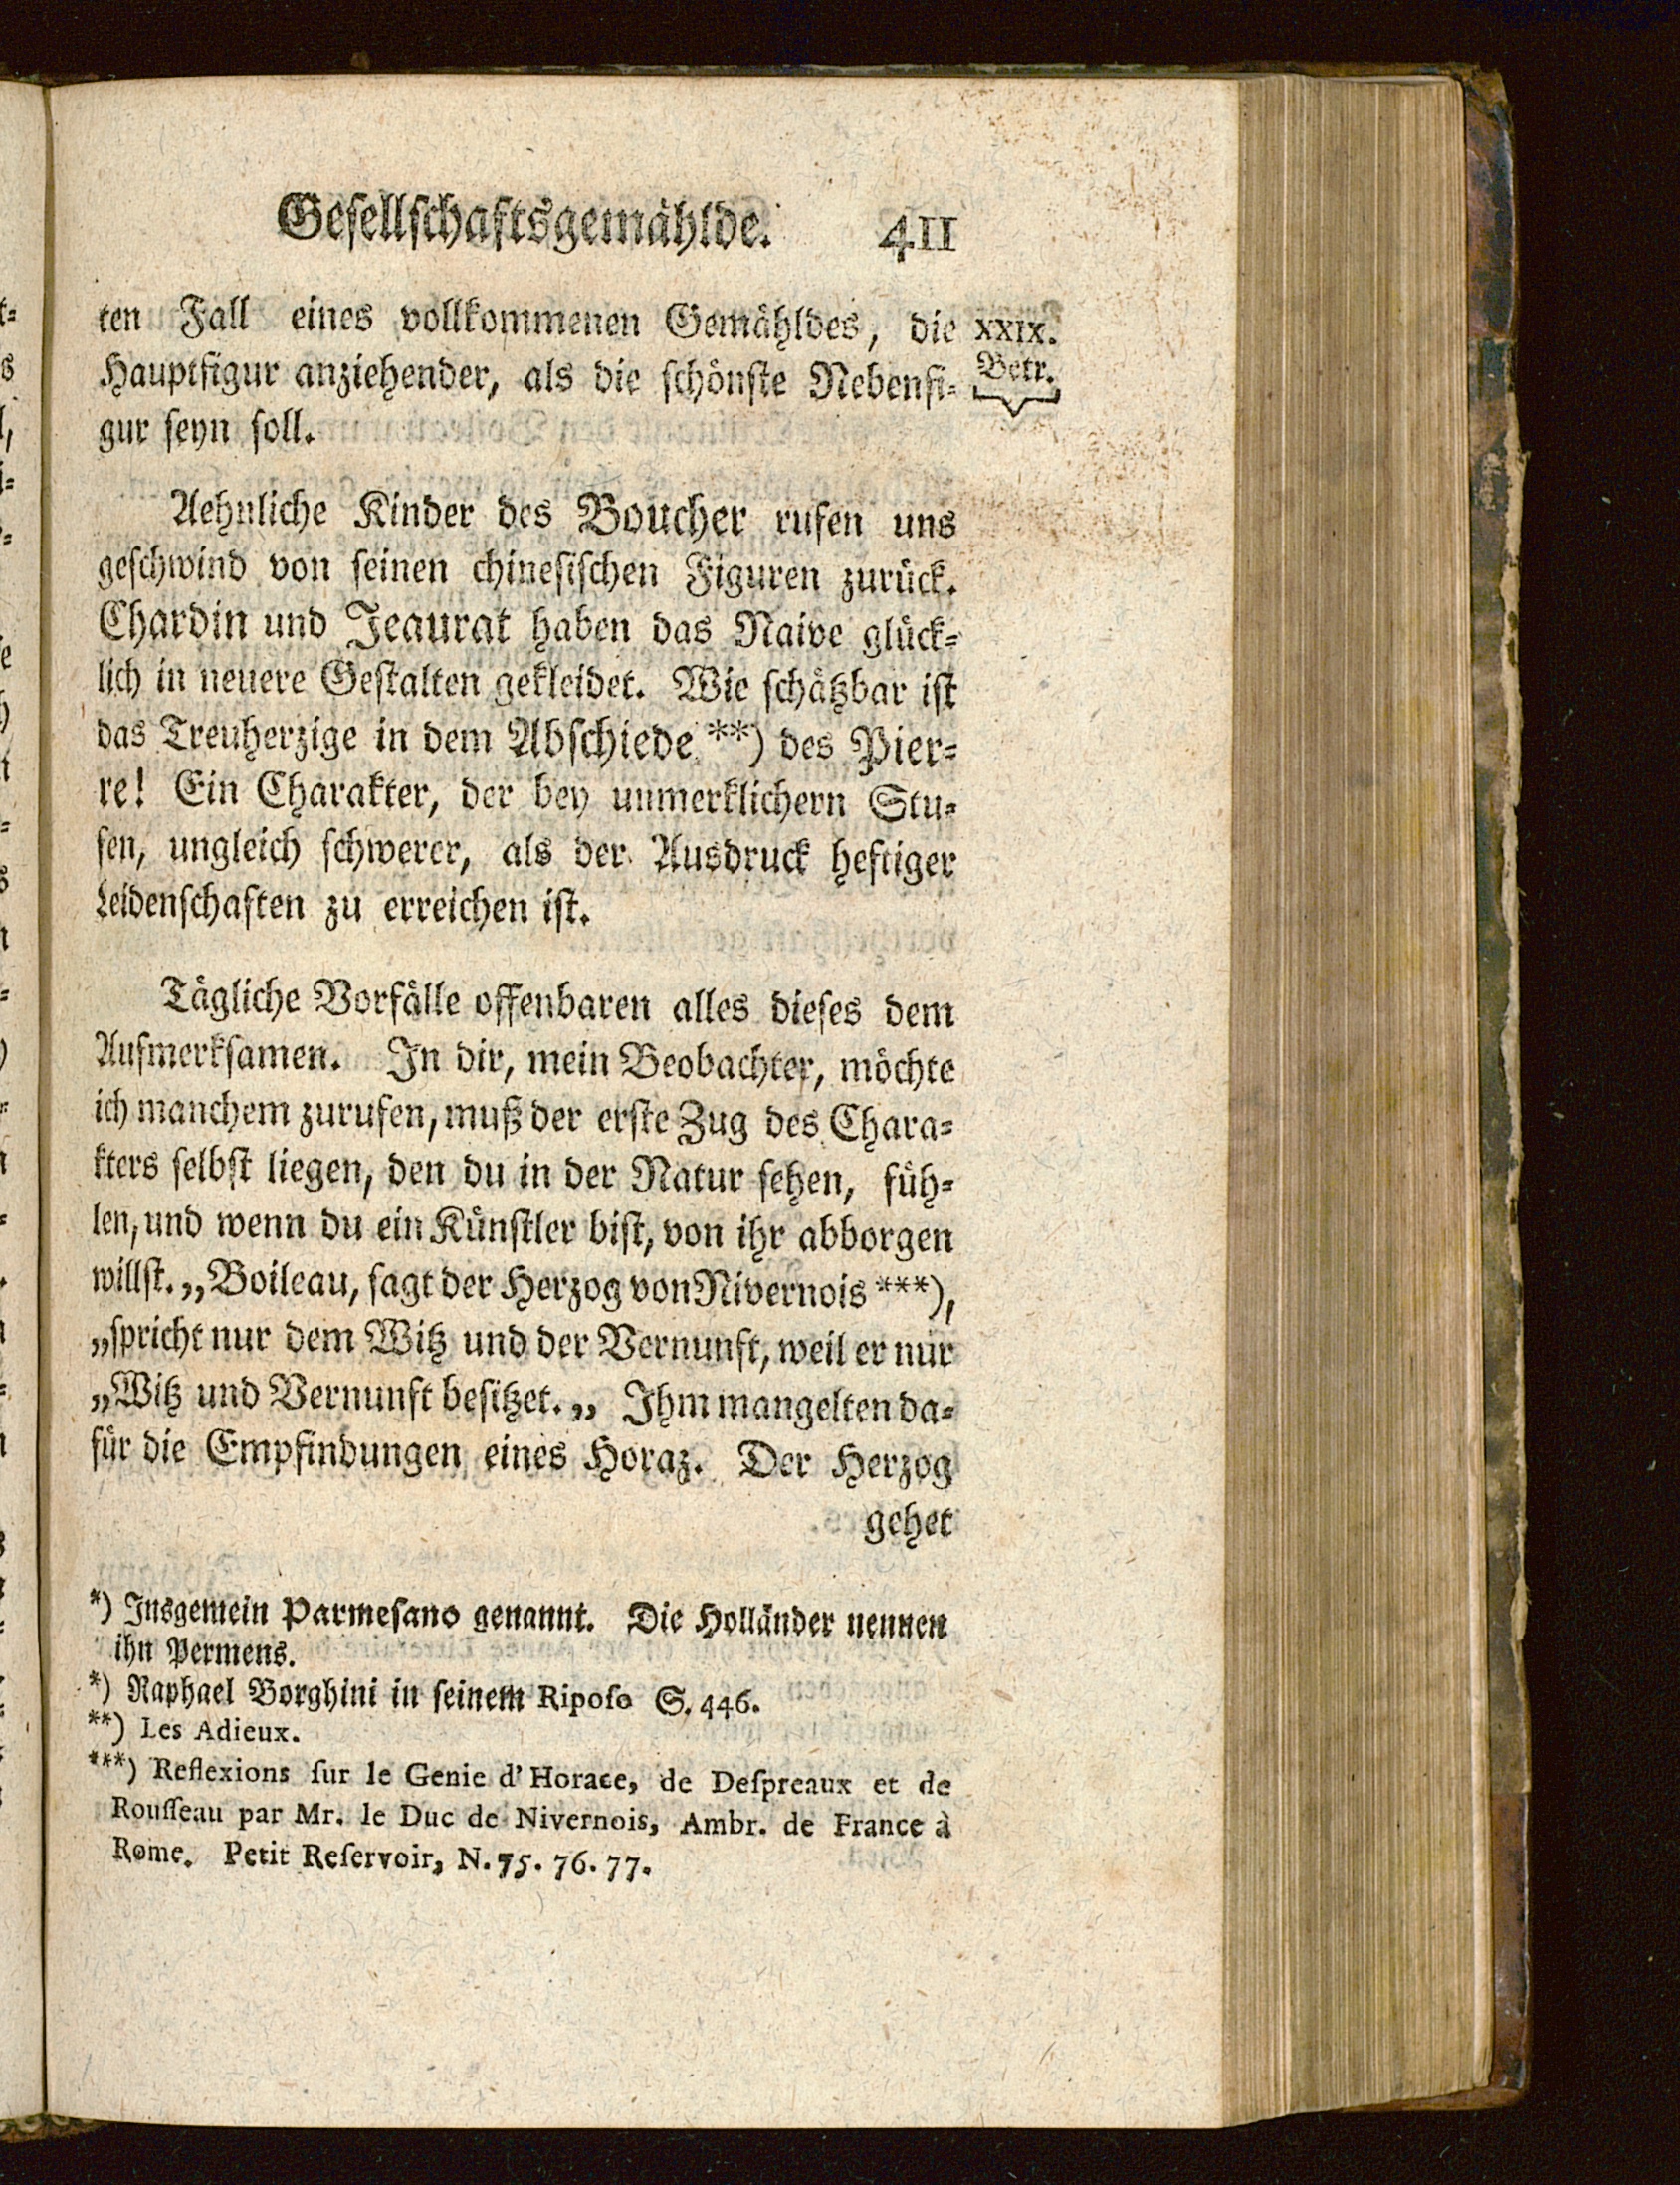 Gesellschaftsgemählde. 411
ten Fall eines vollkommenen Gemähldes, die
XXIX.
Betr.
Hauptfigur anziehender, als die schönste Nebenfi-
gur seyn soll.
Aehnliche Kinder des Boucher rufen uns
geschwind von seinen chinesischen Figuren zurück.
Chardin und Jeaurat haben das Naive glück-
lich in neuere Gestalten gekleidet. Wie schätzbar ist
das Treuherzige in dem Abschiede **) des Pier-
re! Ein Charakter, der bey unmerklichern Stu-
fen, ungleich schwerer, als der Ausdruck heftiger
Leidenschaften zu erreichen ist.
Tägliche Vorfälle offenbaren alles dieses dem
Aufmerksamen. In dir, mein Beobachter, möchte
ich manchem zurufen, muß der erste Zug des Chara-
kters selbst liegen, den du in der Natur sehen, füh-
len, und wenn du ein Künstler bist, von ihr abborgen
willst. „Boileau, sagt der Herzog von Nivernois ***),
„spricht nur dem Witz und der Vernunft, weil er nur
„Witz und Vernunft besitzet.„ Ihm mangelten da-
für die Empfindungen eines Horaz. Der Herzog
gehet
*) Insgemein Parmesano genannt. Die Holländer nennen
ihn Permens.
*) Raphael Borghini in seinem Riposo S. 446.
**) Les Adieux.
***) Reflexions sur le Genie d'Horace, de Despreaux et de
Rousseau par Mr. le Duc de Nivernois, Ambr. de France à
Rome. Petit Reservoir, N. 75. 76. 77.